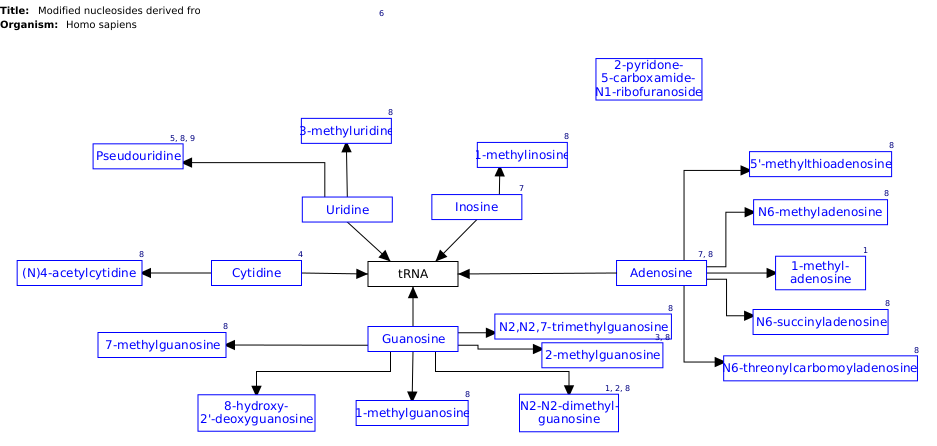 Title: Modified nucleosides derived fro
Organism: Homo sapiens
6
2-pyridone-
5-carboxamide-
N1-ribofuranoside
8
3-methyluridine
5, 8, 9
Pseudouridine
8
1-methylinosine
8
5'-methylthioadenosine
7
Inosine
Uridine
8
N6-methyladenosine
8
(N)4-acetylcytidine
4
Cytidine
tRNA
7, 8
Adenosine
1
1-methyl-
adenosine
8
N6-succinyladenosine
8
N2,N2,7-trimethylguanosine
Guanosine
8
7-methylguanosine
3, 8
2-methylguanosine
8
N6-threonylcarbomoyladenosine
8-hydroxy-
2'-deoxyguanosine
8
1-methylguanosine
1, 2, 8
N2-N2-dimethyl-
guanosine